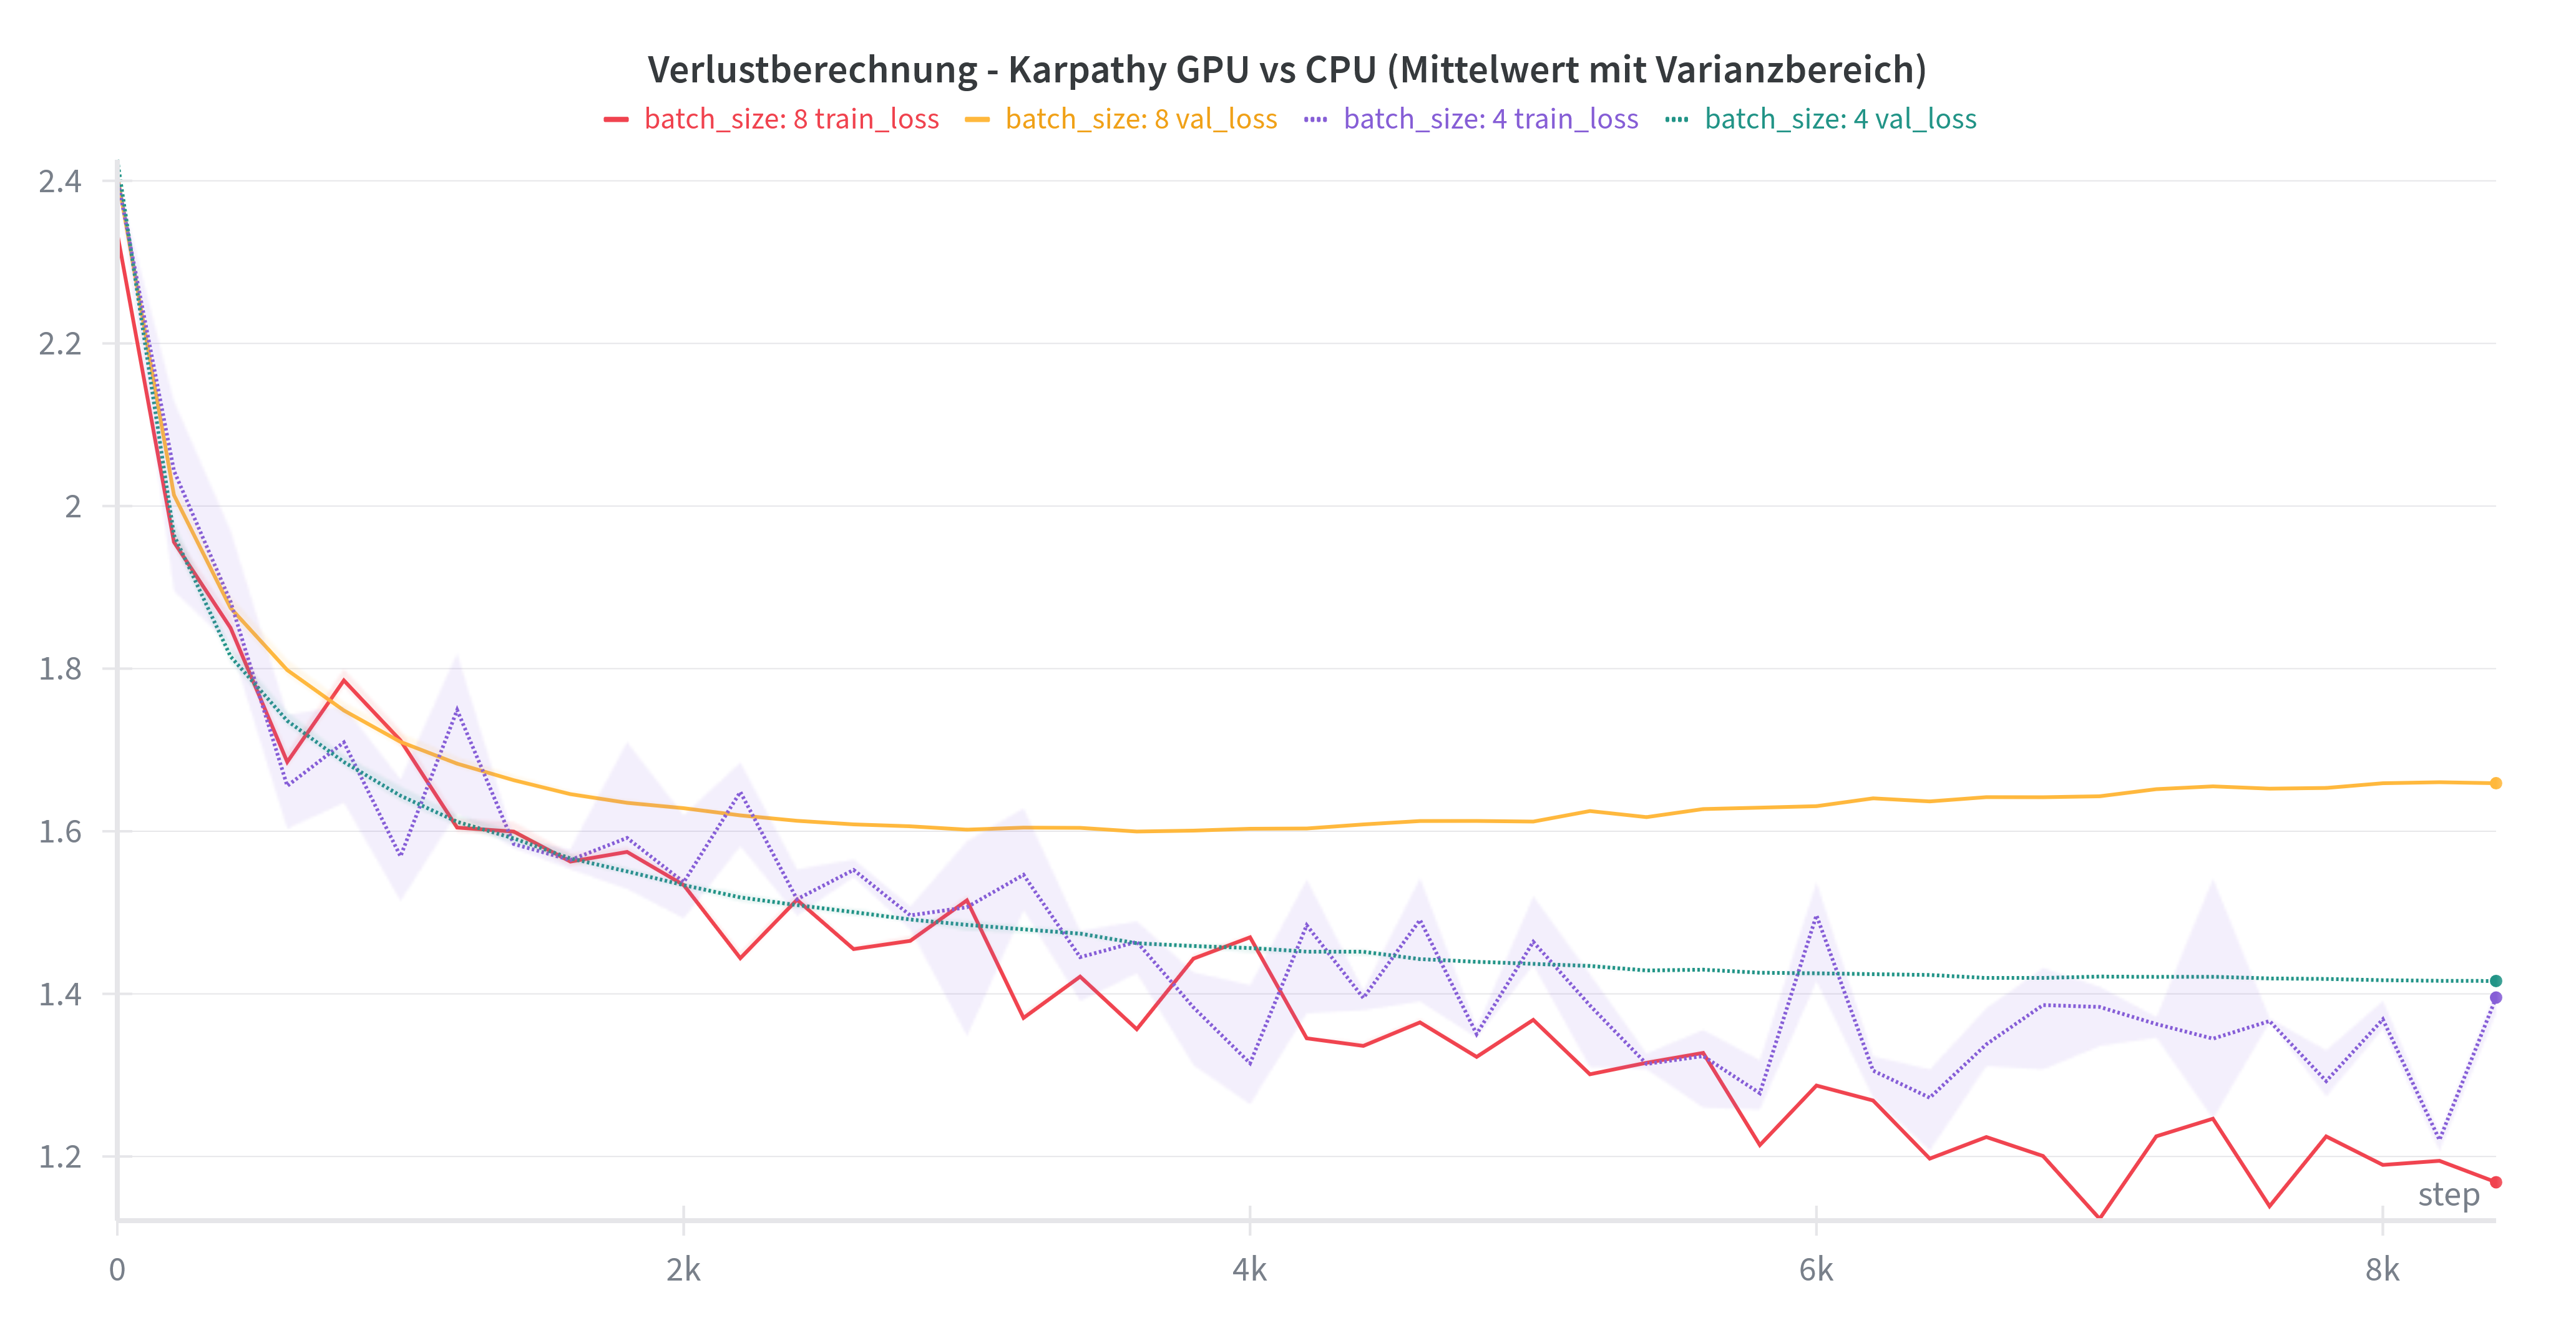 Verlustberechnung - Karpathy GPU vs CPU (Mittelwert mit Varianzbereich)
batch_size: 8 train_loss batch_size: 8 val_loss batch_size: 4 train_loss batch_size: 4 val_loss
2.4
2.2
2
1.8
1.6
1.4
1.2
step
0 2k 4k 6k 8k